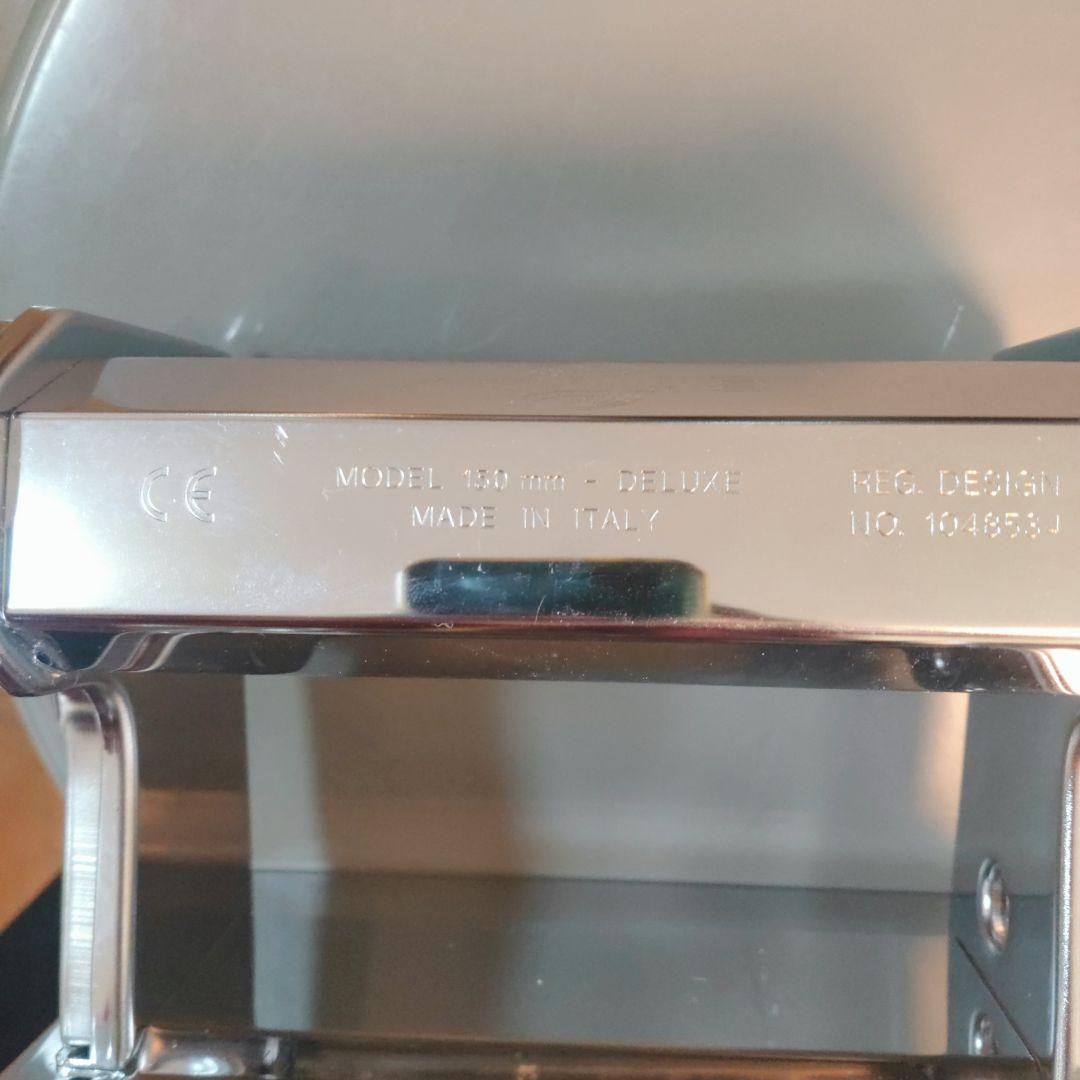 CE
MODEL 150 mm - DELUXE
MADE IN ITALY
REG. DESIGN
NO. 104853J